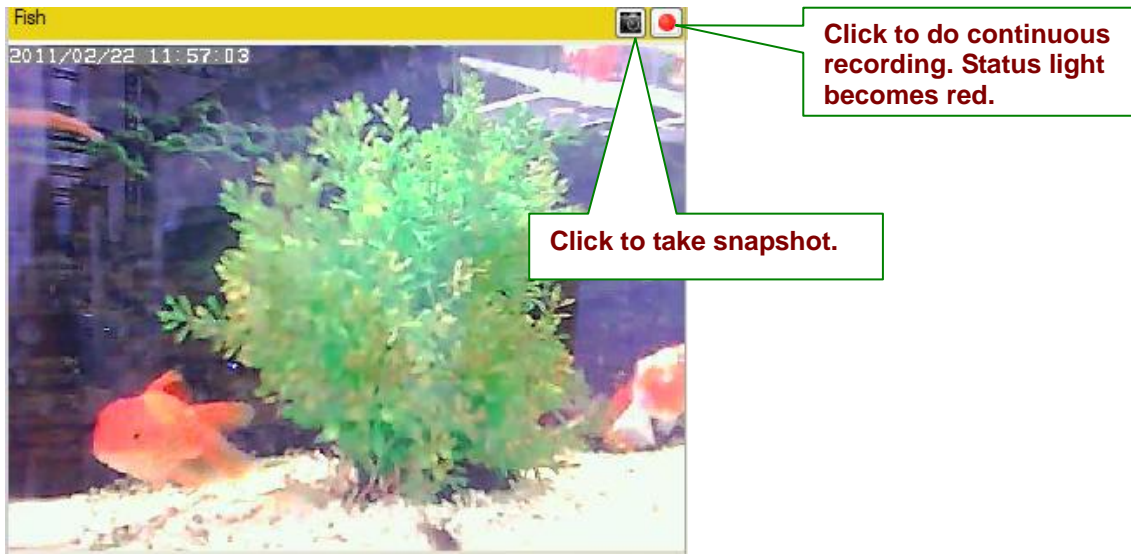 Fish
2011/02/22 11:57:03
Click to do continuous
recording. Status light
becomes red.
Click to take snapshot.